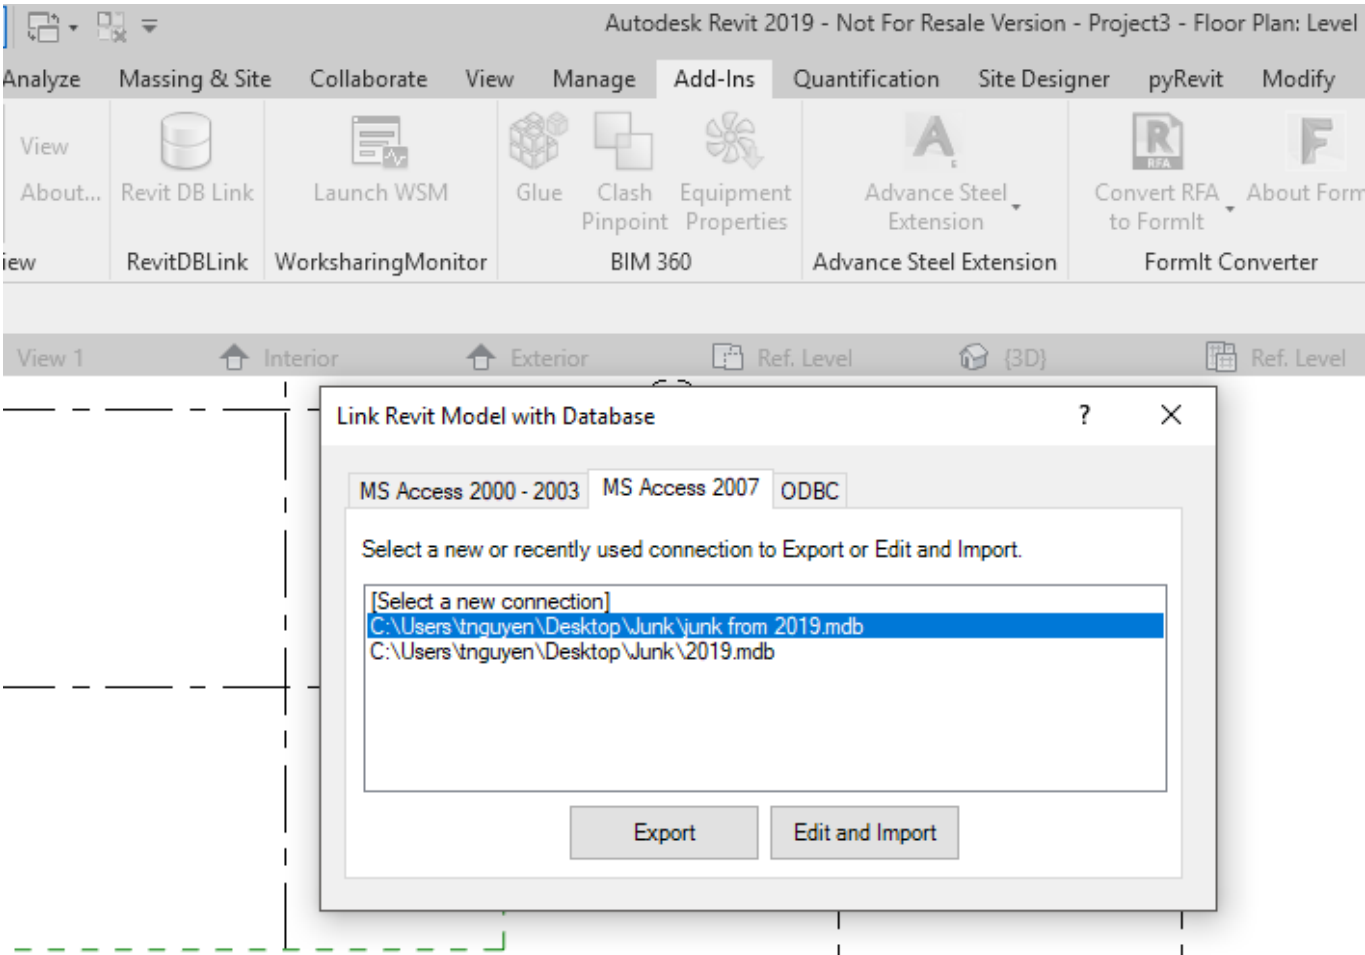 Autodesk Revit 2019 - Not For Resale Version - Project3 - Floor Plan: Level
Analyze Massing & Site Collaborate View Manage Add-Ins Quantification Site Designer pyRevit Modify
View
About... Revit DB Link Launch WSM Glue Clash Pinpoint Equipment Properties Advance Steel Extension Convert RFA to FormIt About Form
iew RevitDBLink WorksharingMonitor BIM 360 Advance Steel Extension FormIt Converter
View 1 Interior Exterior Ref. Level {3D} Ref. Level
Link Revit Model with Database ?
MS Access 2000 - 2003 MS Access 2007 ODBC
Select a new or recently used connection to Export or Edit and Import.
[Select a new connection]
C:\Users\tnguyen\Desktop\Junk\junk from 2019.mdb
C:\Users\tnguyen\Desktop\Junk\2019.mdb
Export Edit and Import